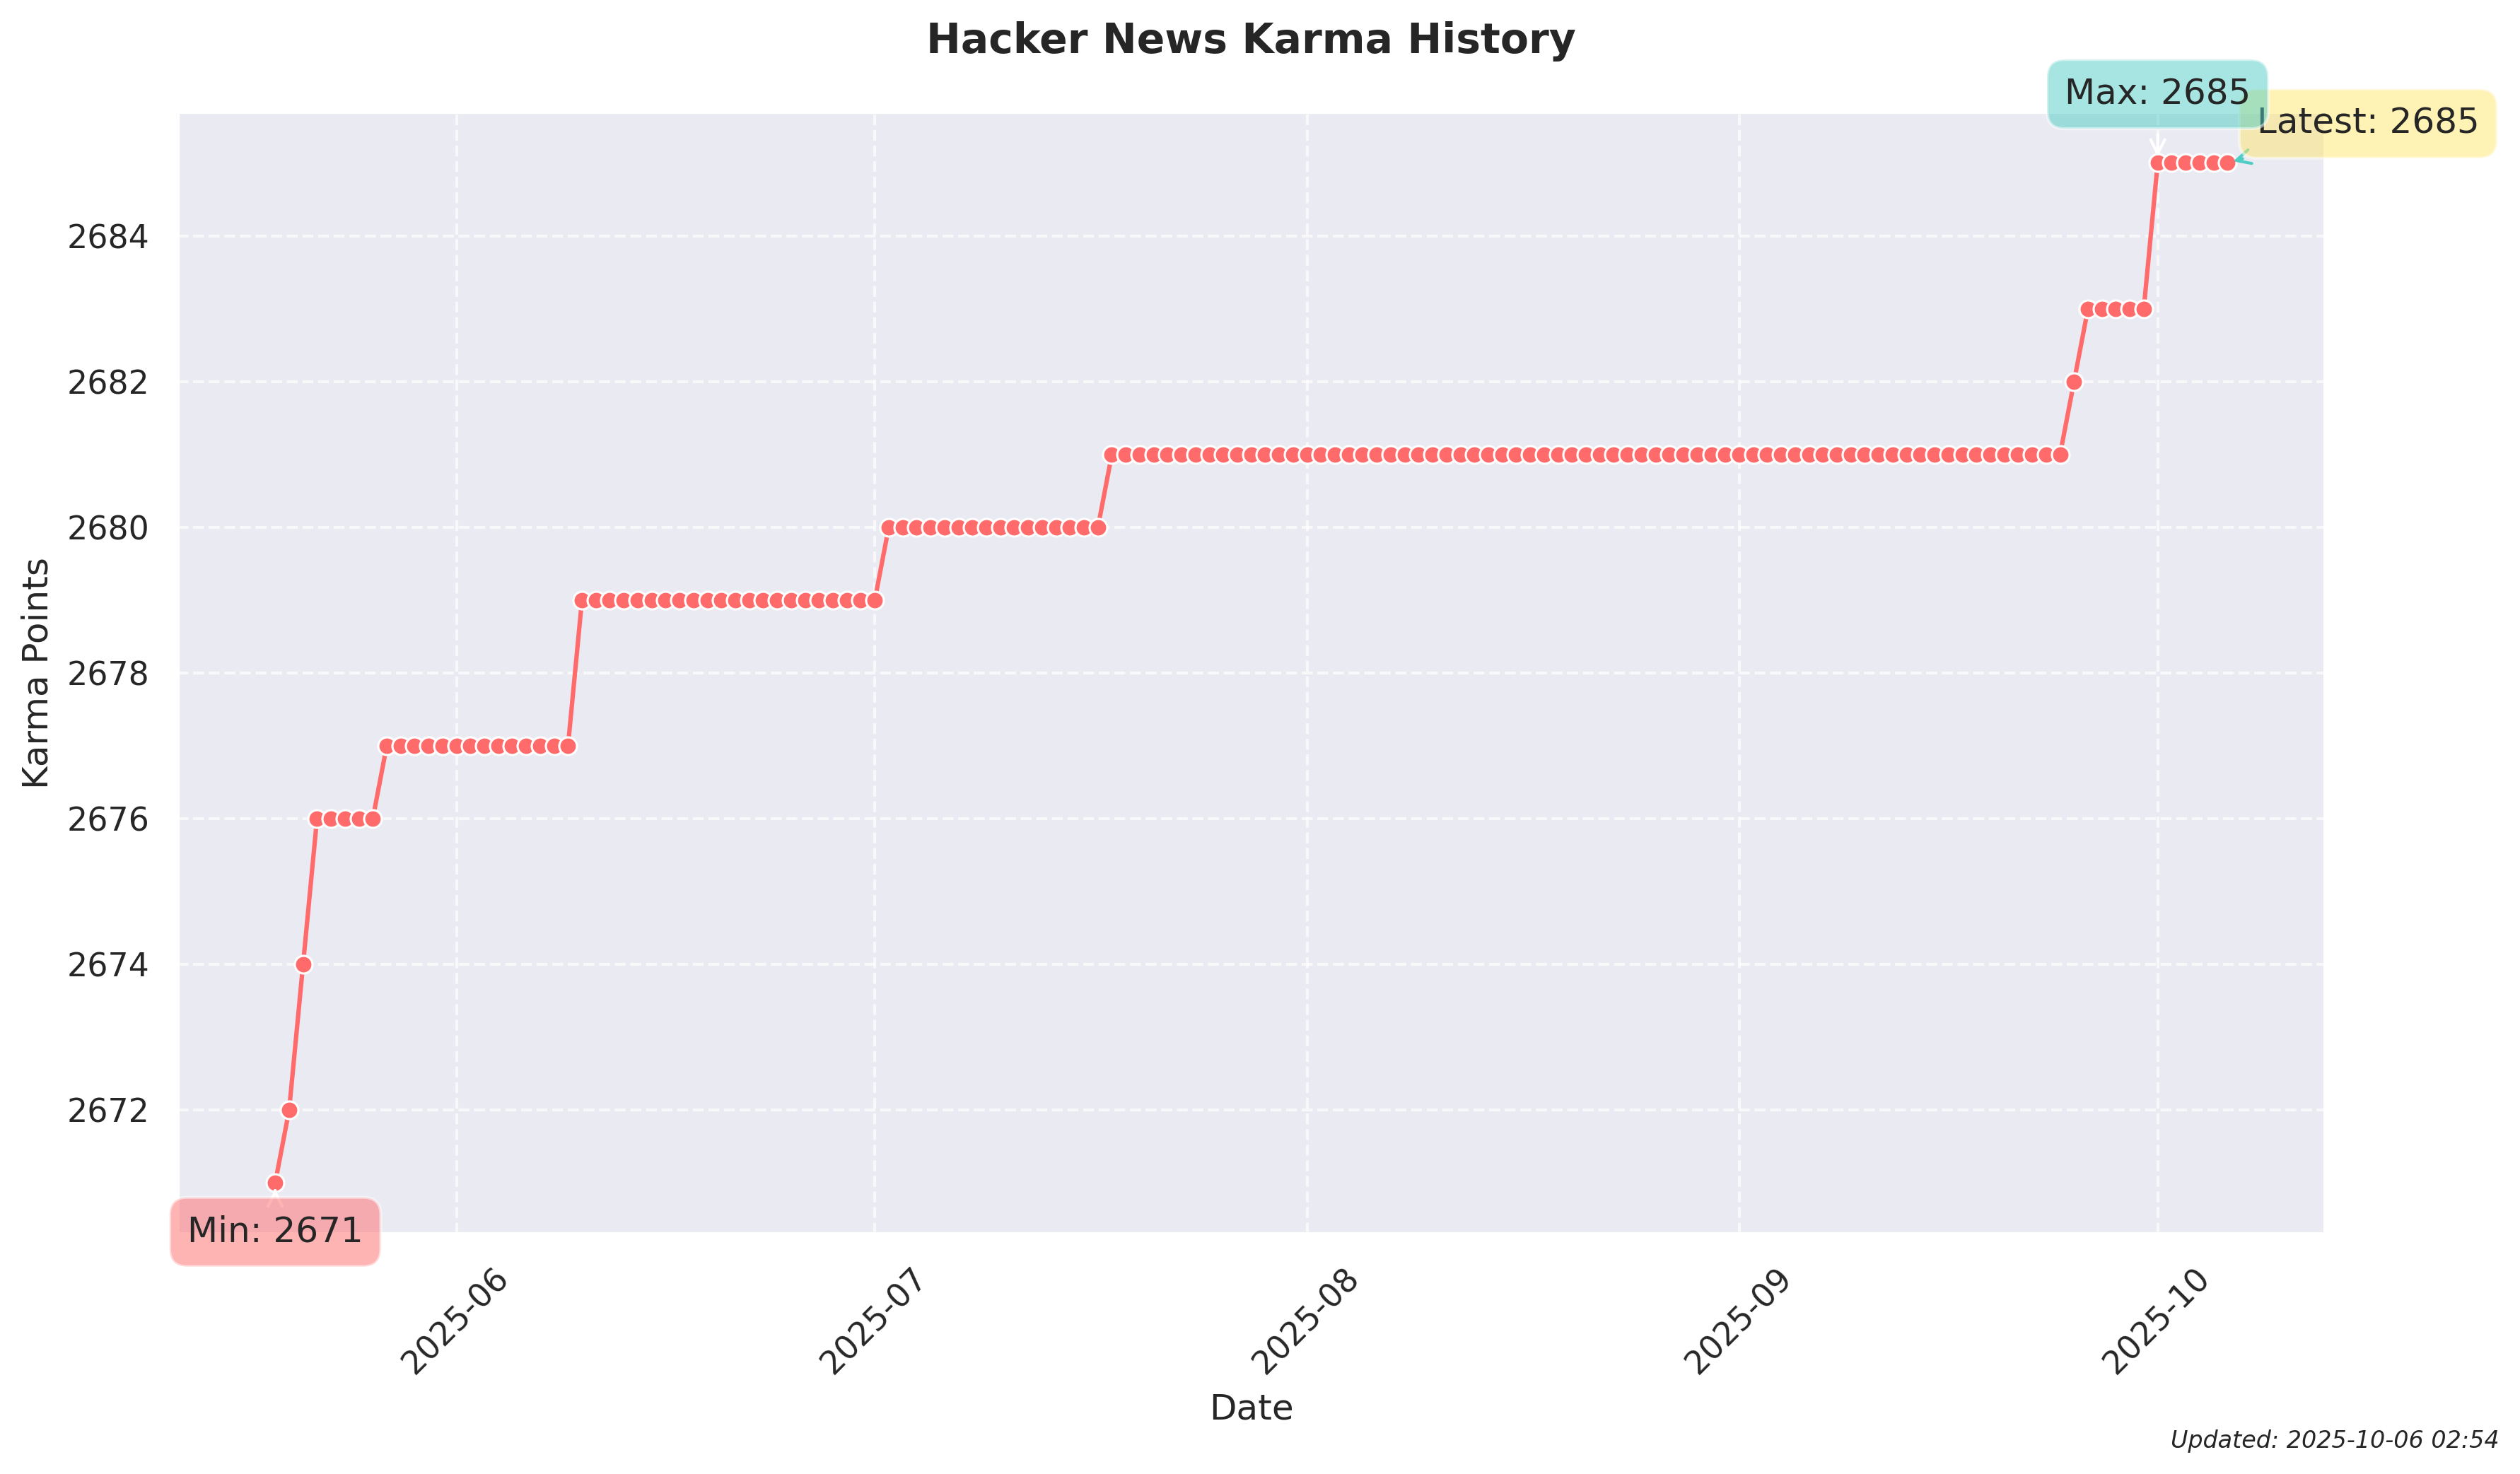 Hacker News Karma History
Max: 2685
Latest: 2685
2684
2682
2680
2678
2676
2674
2672
Karma Points
Min: 2671
2025-06
2025-07
2025-08
2025-09
2025-10
Date
Updated: 2025-10-06 02:54